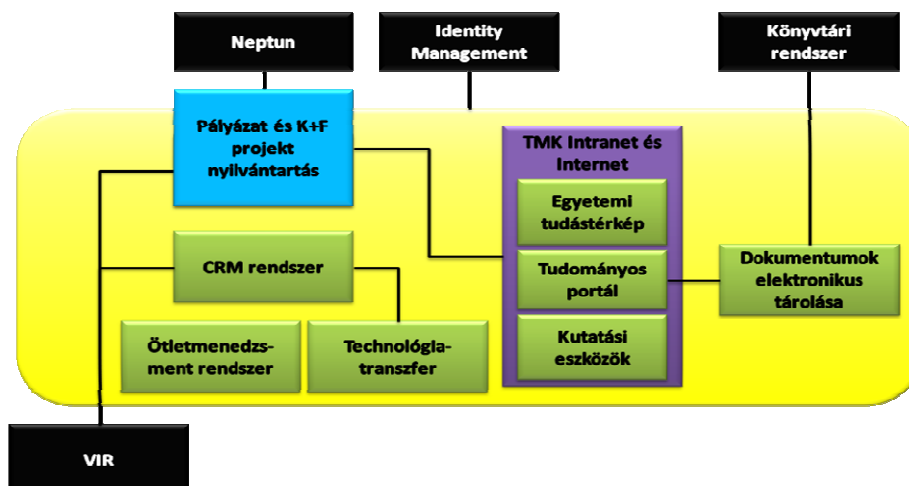 Neptun
Identity
Management
Könyvtári
rendszer
Pályázat és K+F
projekt
nyilvántartás
TMK Intranet és
Internet
Egyetemi
tudástérkép
CRM rendszer
Tudományos
portál
Dokumentumok
elektronikus
tárolása
Ötletmenedzs-
ment rendszer
Technológia-
transzfer
Kutatási
eszközök
VIR